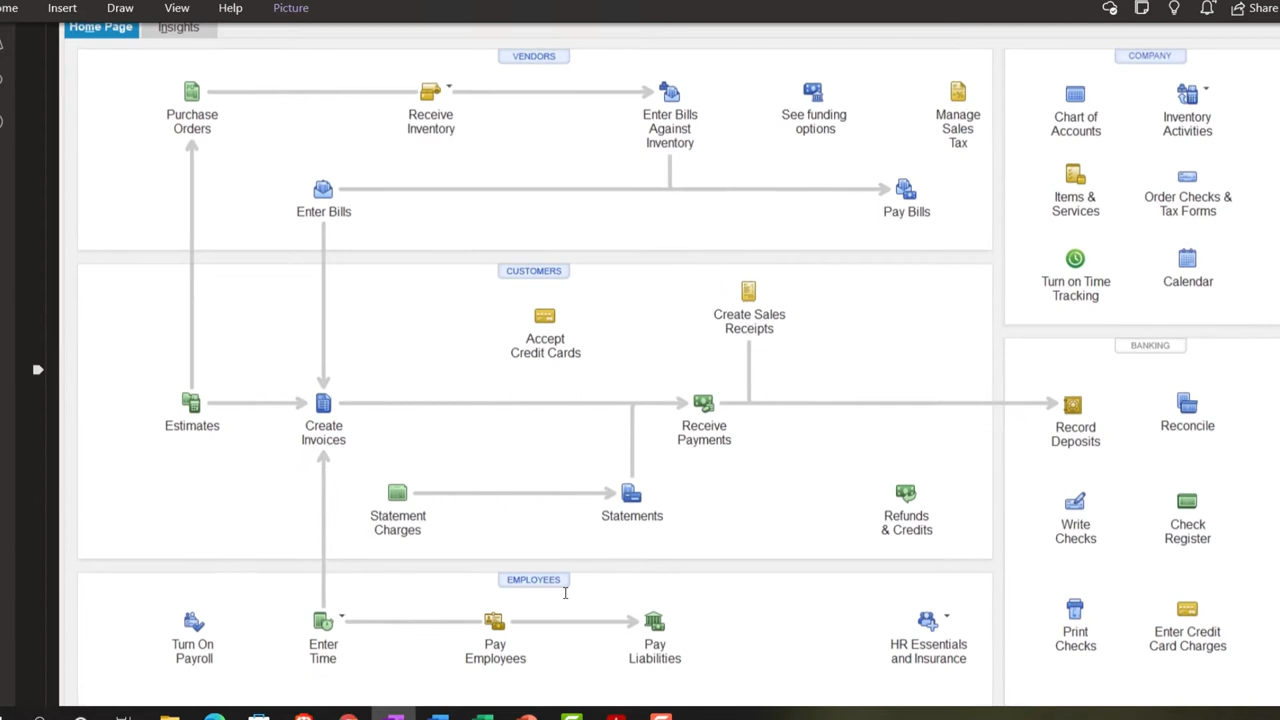 ome Insert Draw View Help Picture Share
Home Page Insights
VENDORS
Purchase
Orders
Receive
Inventory
Enter Bills
Against
Inventory
See funding
options
Manage
Sales
Tax
Enter Bills
Pay Bills
CUSTOMERS
Accept
Credit Cards
Create Sales
Receipts
Estimates
Create
Invoices
Receive
Payments
Statement
Charges
Statements
Refunds
& Credits
EMPLOYEES
Turn On
Payroll
Enter
Time
Pay
Employees
Pay
Liabilities
HR Essentials
and Insurance
COMPANY
Chart of
Accounts
Inventory
Activities
Items &
Services
Order Checks &
Tax Forms
Turn on Time
Tracking
Calendar
BANKING
Record
Deposits
Reconcile
Write
Checks
Check
Register
Print
Checks
Enter Credit
Card Charges